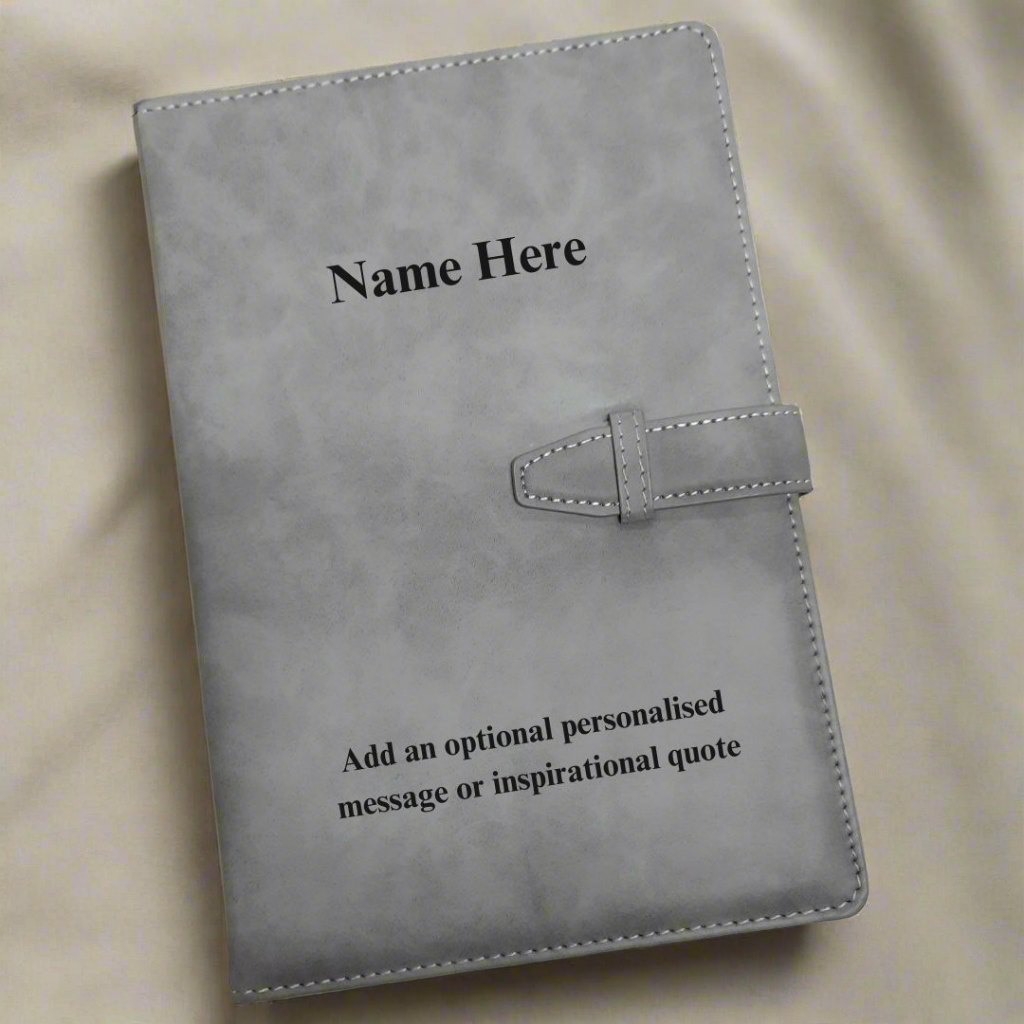 Name Here
Add an optional personalised
message or inspirational quote